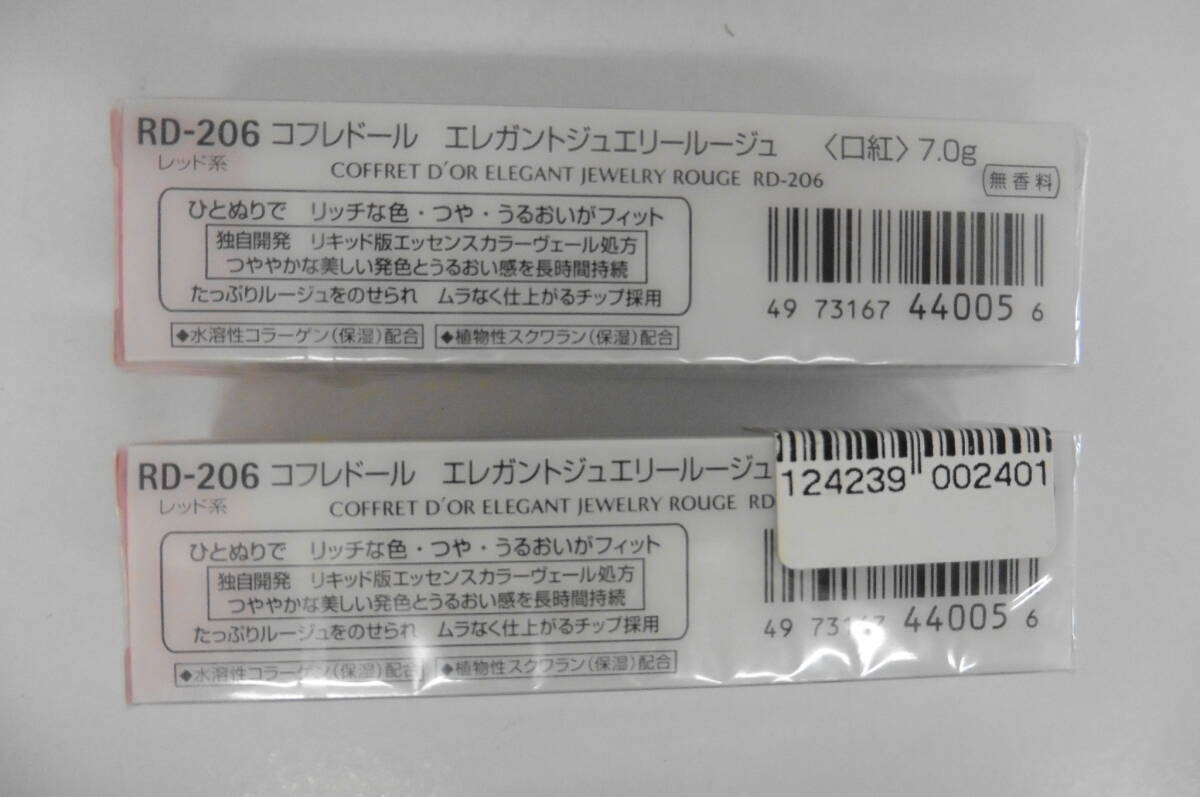 RD-206 コフレドール エレガントジュエリールージュ 〈口紅〉 7.0g
レッド系
COFFRET D'OR ELEGANT JEWELRY ROUGE RD-206
無香料
ひとぬりで リッチな色・つや・うるおいがフィット
独自開発 リキッド版エッセンスカラーヴェール処方
つややかな美しい発色とうるおい感を長時間持続
たっぷりルージュをのせられ ムラなく仕上がるチップ採用
◆水溶性コラーゲン(保湿)配合 ◆植物性スクワラン(保湿)配合
49 73167 44005 6
RD-206 コフレドール エレガントジュエリールージュ
レッド系
COFFRET D'OR ELEGANT JEWELRY ROUGE RD
124239 002401
ひとぬりで リッチな色・つや・うるおいがフィット
独自開発 リキッド版エッセンスカラーヴェール処方
つややかな美しい発色とうるおい感を長時間持続
たっぷりルージュをのせられ ムラなく仕上がるチップ採用
◆水溶性コラーゲン(保湿)配合 ◆植物性スクワラン(保湿)配合
49 73167 44005 6